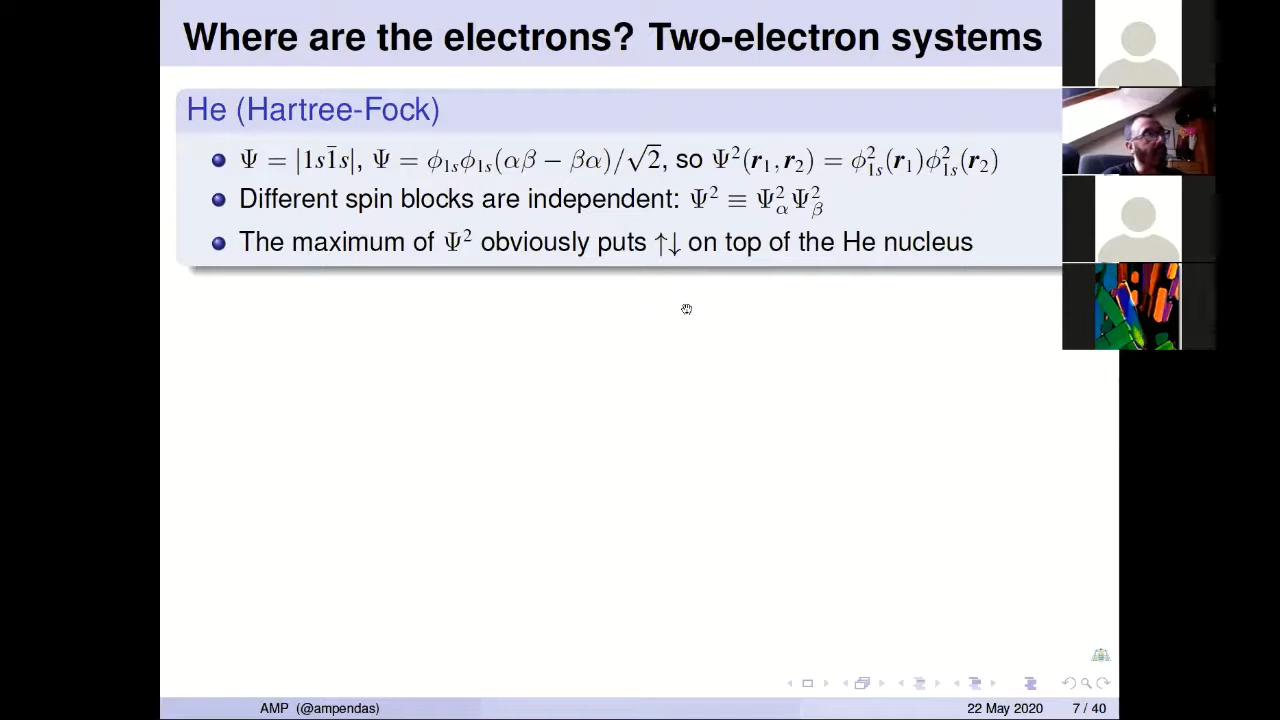 Where are the electrons? Two-electron systems
He (Hartree-Fock)
Ψ = |1s1̄s|, Ψ = ϕ₁ₛϕ₁ₛ(αβ − βα)/√2, so Ψ²(r₁, r₂) = ϕ²₁ₛ(r₁)ϕ²₁ₛ(r₂)
Different spin blocks are independent: Ψ² ≡ Ψ²_α Ψ²_β
The maximum of Ψ² obviously puts ↑↓ on top of the He nucleus
AMP (@ampendas) 22 May 2020 7 / 40